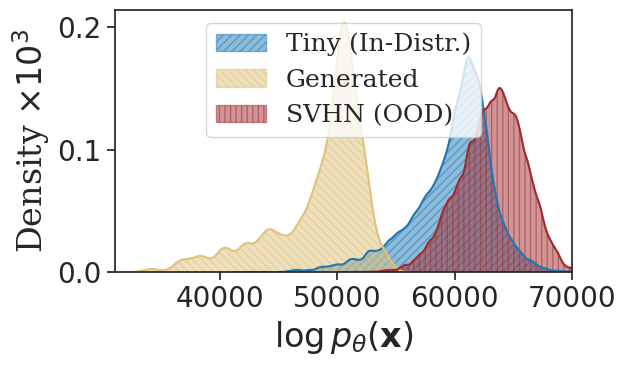 Density ×10³
0.2
0.1
0.0
Tiny (In-Distr.)
Generated
SVHN (OOD)
40000 50000 60000 70000
log pθ(x)